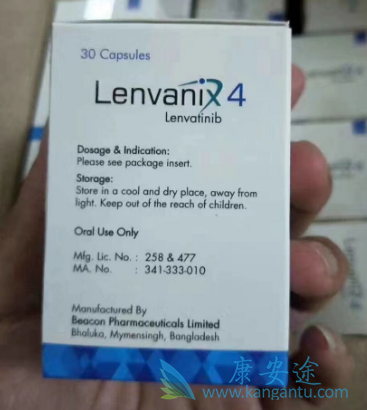 30 Capsules
Lenvanix 4
Lenvatinib
Dosage & Indication:
Please see package insert.
Storage:
Store in a cool and dry place, away from
light. Keep out of the reach of children.
Oral Use Only
Mfg. Lic. No. : 258 & 477
MA. No. : 341-333-010
Manufactured By
Beacon Pharmaceuticals Limited
Bhaluka, Mymensingh, Bangladesh
康安途
www.kangantu.com